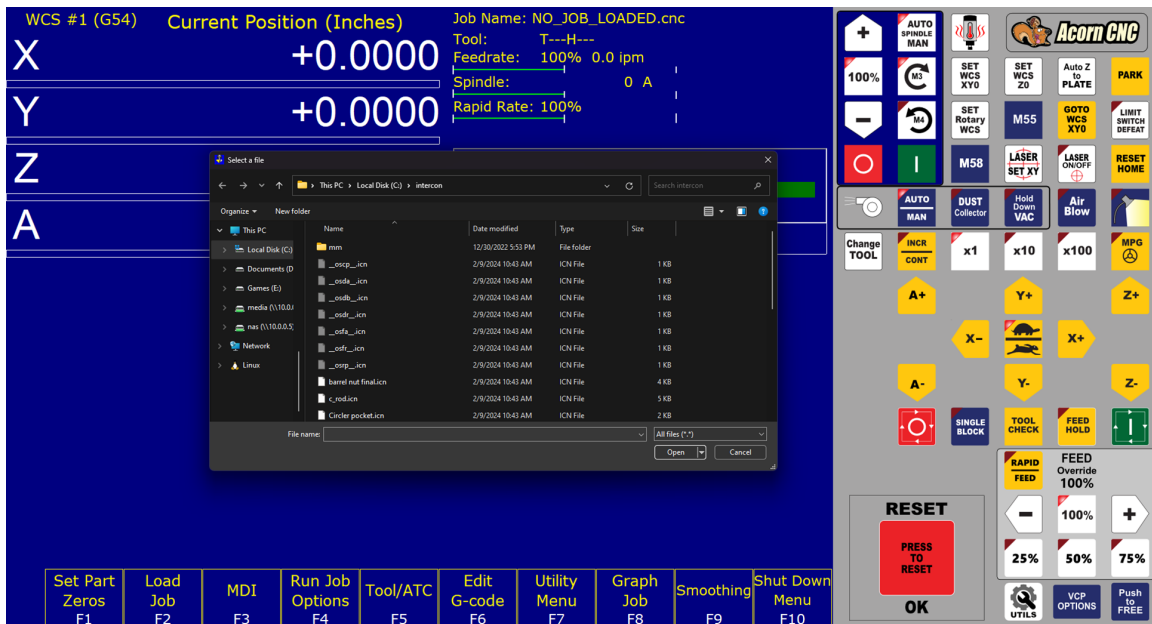 WCS #1 (G54) Current Position (Inches)
X +0.0000
Y +0.0000
Z
A
Job Name: NO_JOB_LOADED.cnc
Tool: T---H---
Feedrate: 100% 0.0 ipm
Spindle: 0 A
Rapid Rate: 100%
Select a file
This PC › Local Disk (C:) › intercon
Search intercon
Organize New folder
This PC
Local Disk (C:)
Documents (D
Games (E:)
media (\\10.0.(
nas (\\10.0.0.5)
Network
Linux
Name Date modified Type Size
mm 12/30/2022 5:53 PM File folder
__oscp__.icn 2/9/2024 10:43 AM ICN File 1 KB
__osda__.icn 2/9/2024 10:43 AM ICN File 1 KB
__osdb__.icn 2/9/2024 10:43 AM ICN File 1 KB
__osdr__.icn 2/9/2024 10:43 AM ICN File 1 KB
__osfa__.icn 2/9/2024 10:43 AM ICN File 1 KB
__osfr__.icn 2/9/2024 10:43 AM ICN File 1 KB
__osrp__.icn 2/9/2024 10:43 AM ICN File 1 KB
barrel nut final.icn 2/9/2024 10:43 AM ICN File 4 KB
c_rod.icn 2/9/2024 10:43 AM ICN File 5 KB
Circler pocket.icn 2/9/2024 10:43 AM ICN File 2 KB
File name: All files (*.*)
Open Cancel
Set Part Zeros F1
Load Job F2
MDI F3
Run Job Options F4
Tool/ATC F5
Edit G-code F6
Utility Menu F7
Graph Job F8
Smoothing F9
Shut Down Menu F10
+
AUTO SPINDLE MAN
Acorn CNC
100%
M3
SET WCS XY0
SET WCS Z0
Auto Z to PLATE
PARK
-
M4
SET Rotary WCS
M55
GOTO WCS XY0
LIMIT SWITCH DEFEAT
M58
LASER SET XY
LASER ON/OFF
RESET HOME
AUTO MAN
DUST Collector
Hold Down VAC
Air Blow
Change TOOL
INCR CONT
x1
x10
x100
MPG
A+
Y+
Z+
X-
X+
A-
Y-
Z-
SINGLE BLOCK
TOOL CHECK
FEED HOLD
RAPID FEED
FEED Override 100%
-
100%
+
25%
50%
75%
RESET
PRESS TO RESET
OK
UTILS
VCP OPTIONS
Push to FREE